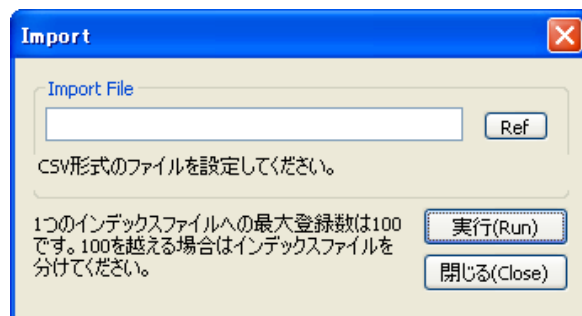 Import
Import File
Ref
CSV形式のファイルを設定してください。
1つのインデックスファイルへの最大登録数は100
です。100を越える場合はインデックスファイルを
分けてください。
実行(Run)
閉じる(Close)